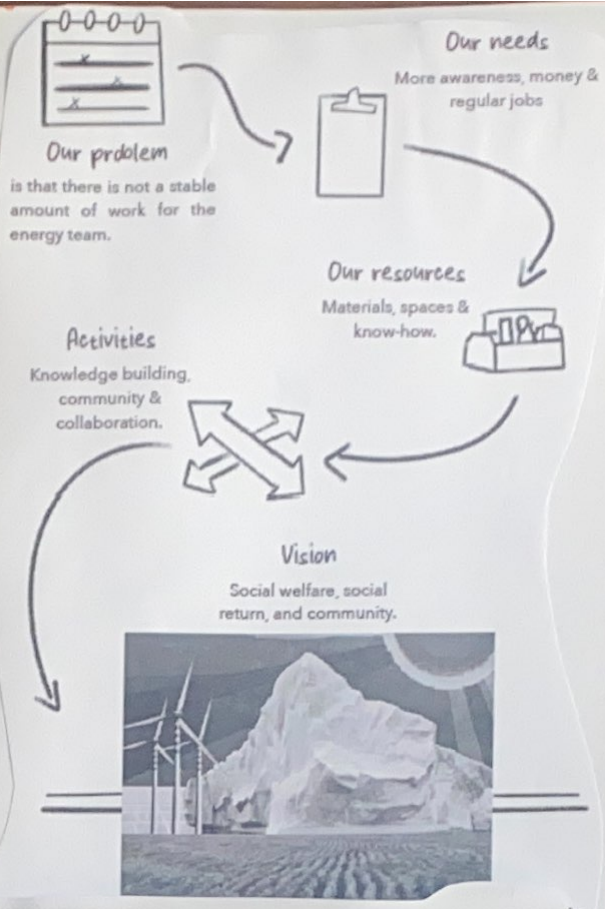 Our problem
is that there is not a stable
amount of work for the
energy team.
Our needs
More awareness, money &
regular jobs
Our resources
Materials, spaces &
know-how.
Activities
Knowledge building,
community &
collaboration.
Vision
Social welfare, social
return, and community.